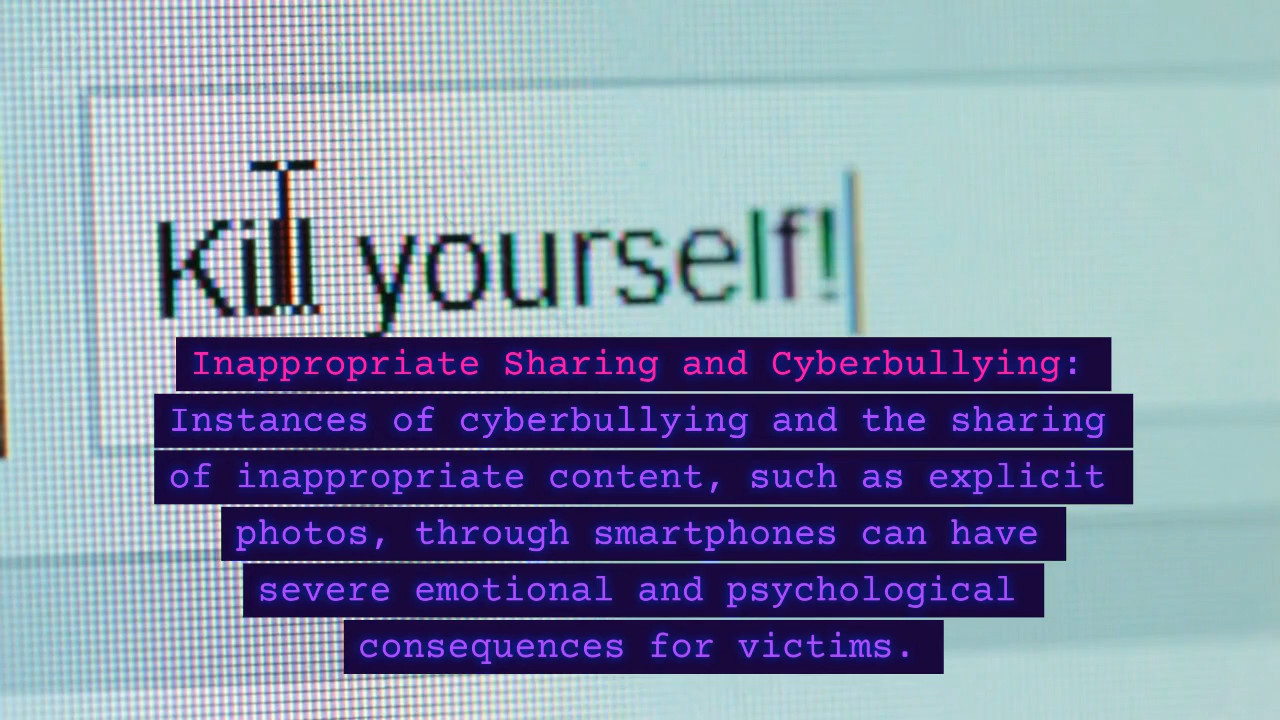 Kill yourself!
Inappropriate Sharing and Cyberbullying:
Instances of cyberbullying and the sharing
of inappropriate content, such as explicit
photos, through smartphones can have
severe emotional and psychological
consequences for victims.